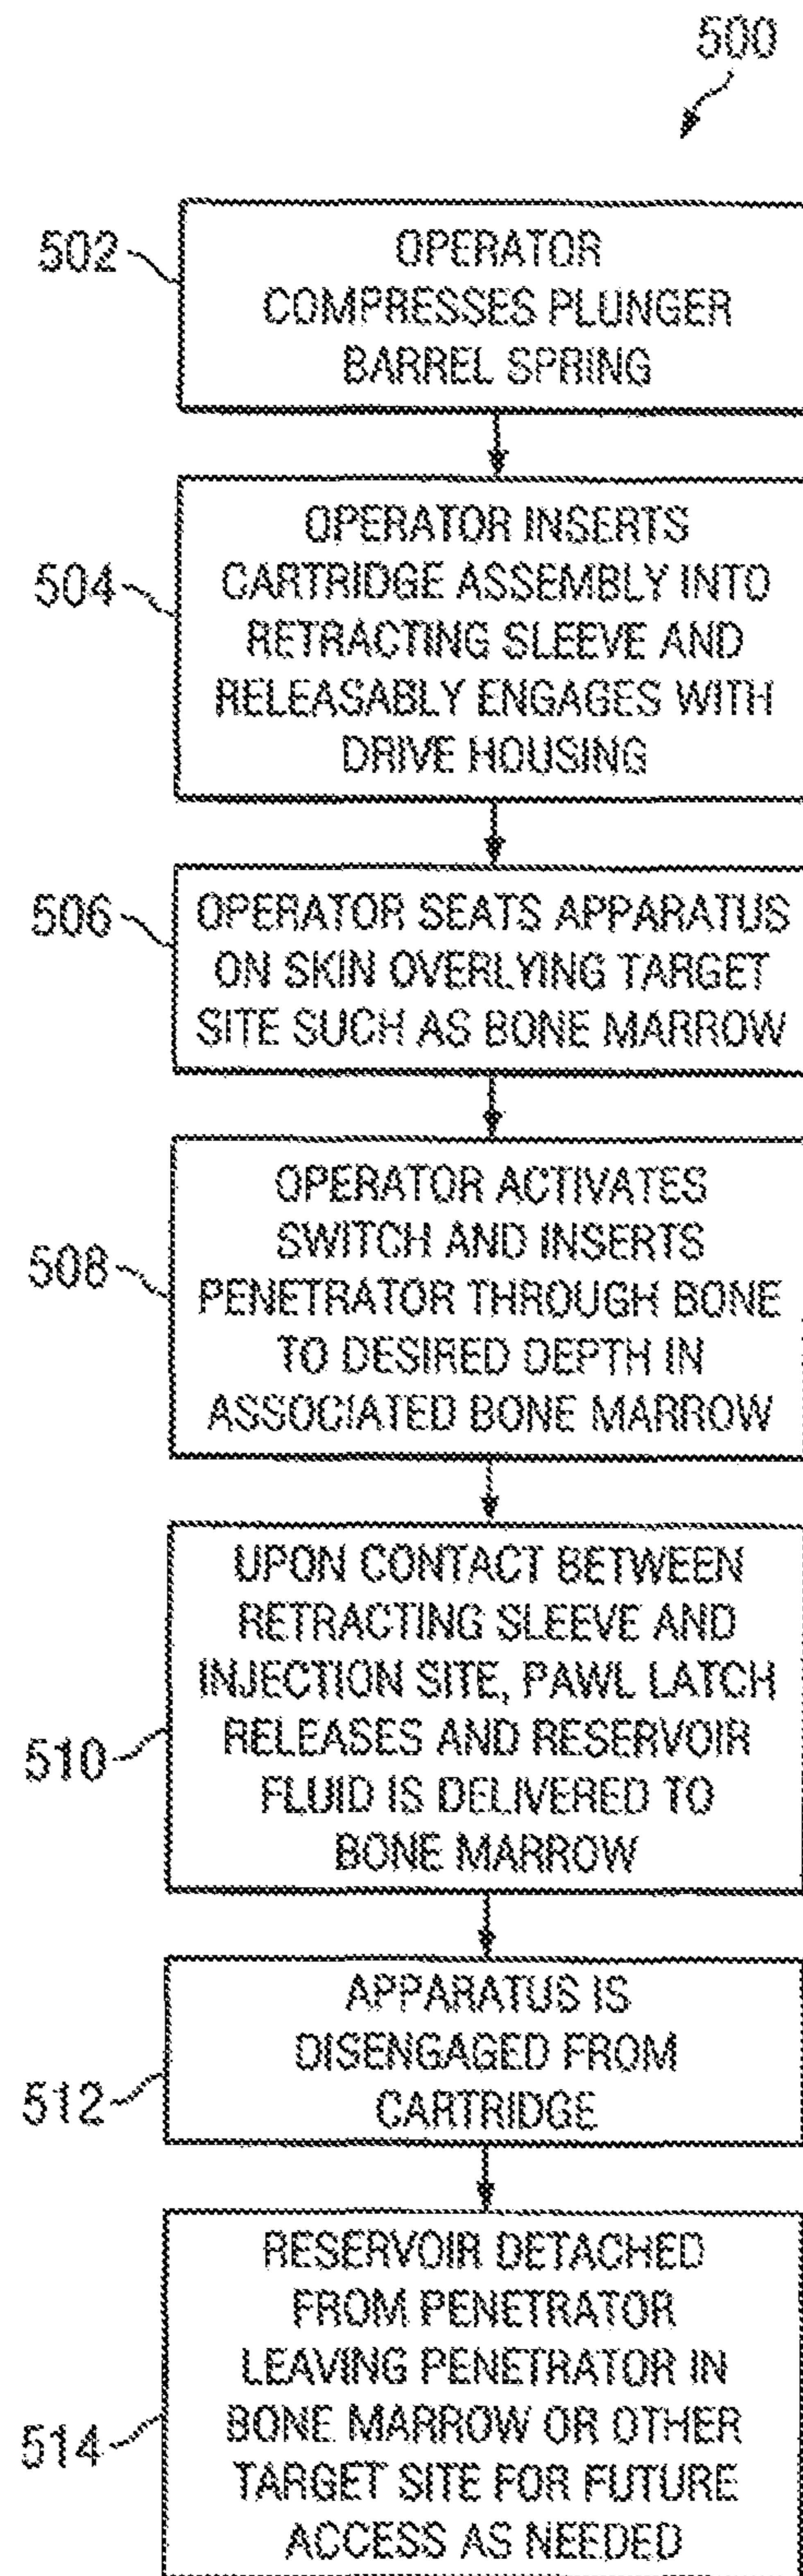 500
502
OPERATOR
COMPRESSES PLUNGER
BARREL SPRING
504
OPERATOR INSERTS
CARTRIDGE ASSEMBLY INTO
RETRACTING SLEEVE AND
RELEASABLY ENGAGES WITH
DRIVE HOUSING
506
OPERATOR SEATS APPARATUS
ON SKIN OVERLYING TARGET
SITE SUCH AS BONE MARROW
508
OPERATOR ACTIVATES
SWITCH AND INSERTS
PENETRATOR THROUGH BONE
TO DESIRED DEPTH IN
ASSOCIATED BONE MARROW
510
UPON CONTACT BETWEEN
RETRACTING SLEEVE AND
INJECTION SITE, PAWL LATCH
RELEASES AND RESERVOIR
FLUID IS DELIVERED TO
BONE MARROW
512
APPARATUS IS
DISENGAGED FROM
CARTRIDGE
514
RESERVOIR DETACHED
FROM PENETRATOR
LEAVING PENETRATOR IN
BONE MARROW OR OTHER
TARGET SITE FOR FUTURE
ACCESS AS NEEDED